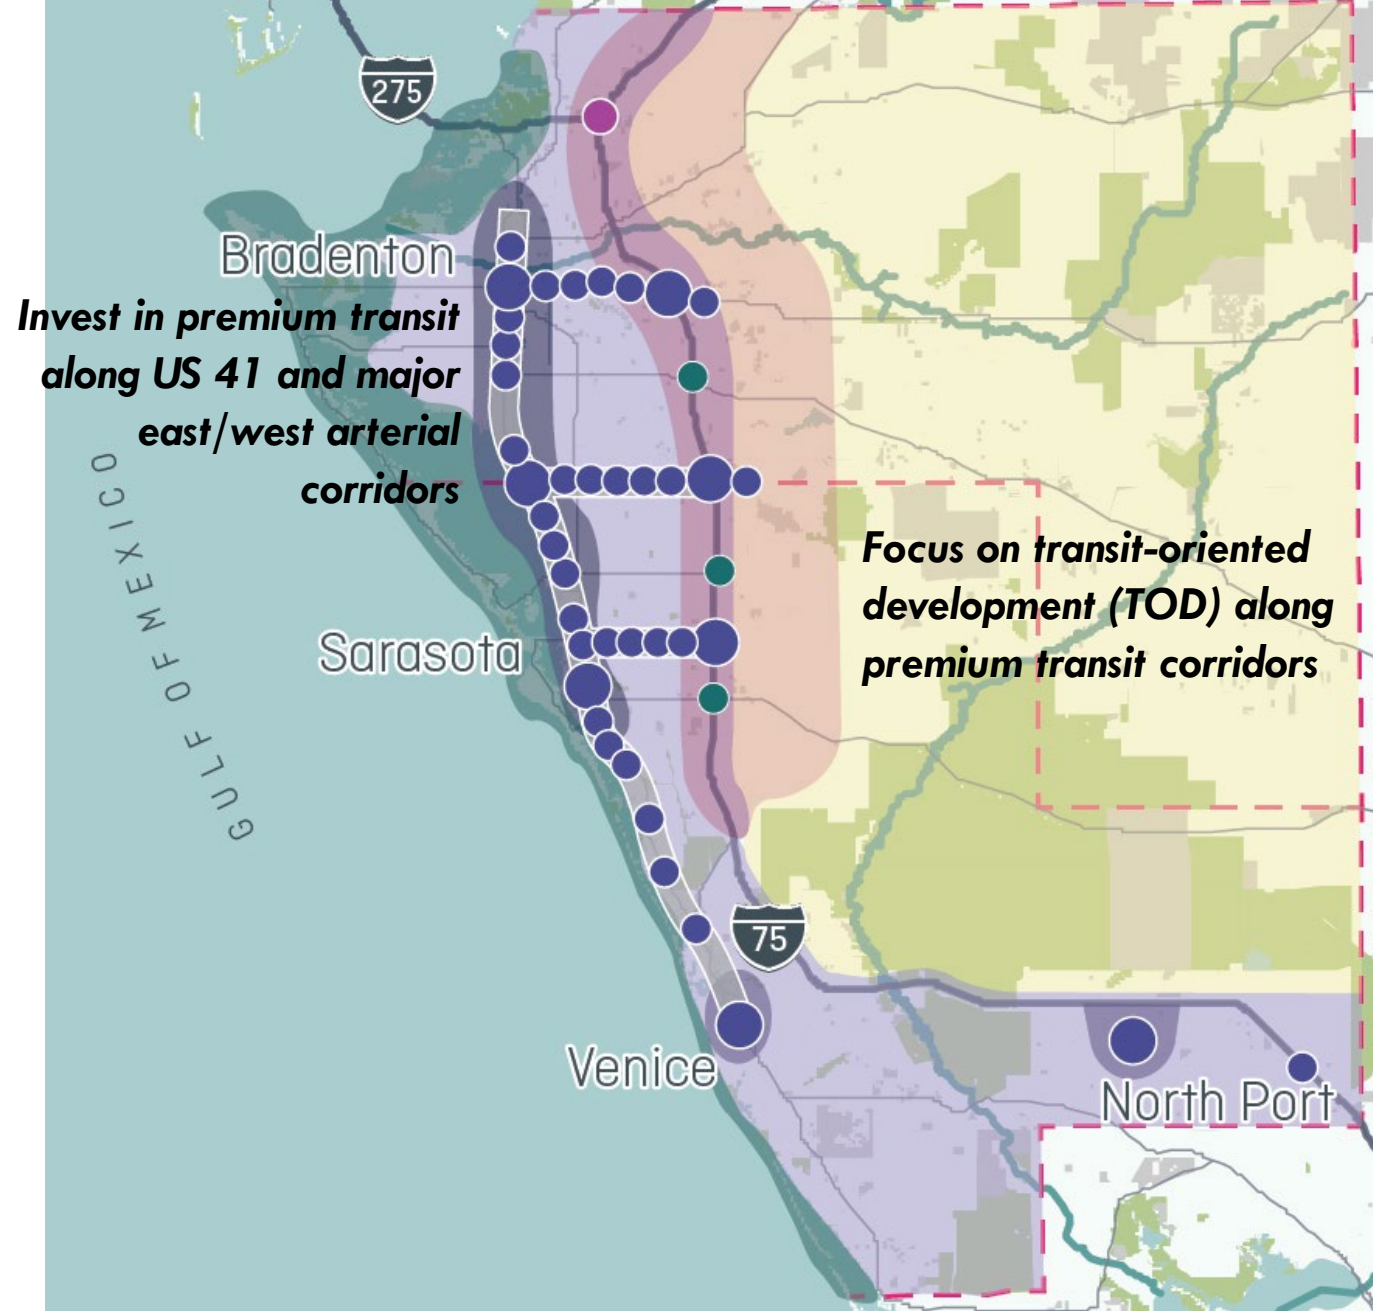 275
Bradenton
Invest in premium transit
along US 41 and major
east/west arterial
corridors
GULF OF MEXICO
Focus on transit-oriented
development (TOD) along
premium transit corridors
Sarasota
75
Venice
North Port